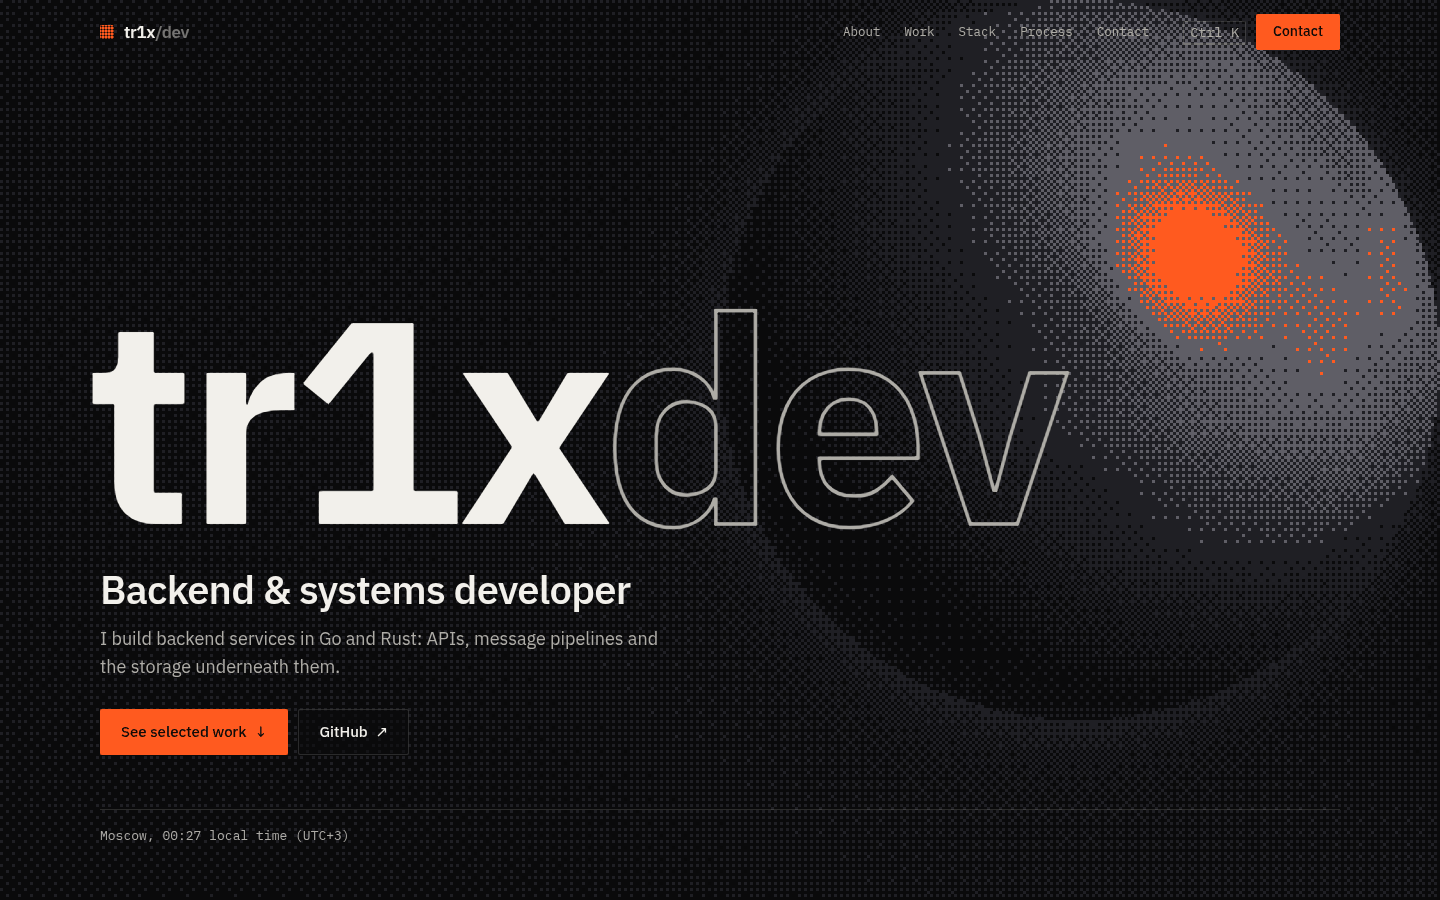 tr1x/dev
About Work Stack Process Contact Ctrl K Contact
tr1xdev
Backend & systems developer
I build backend services in Go and Rust: APIs, message pipelines and
the storage underneath them.
See selected work ↓ GitHub ↗
Moscow, 00:27 local time (UTC+3)